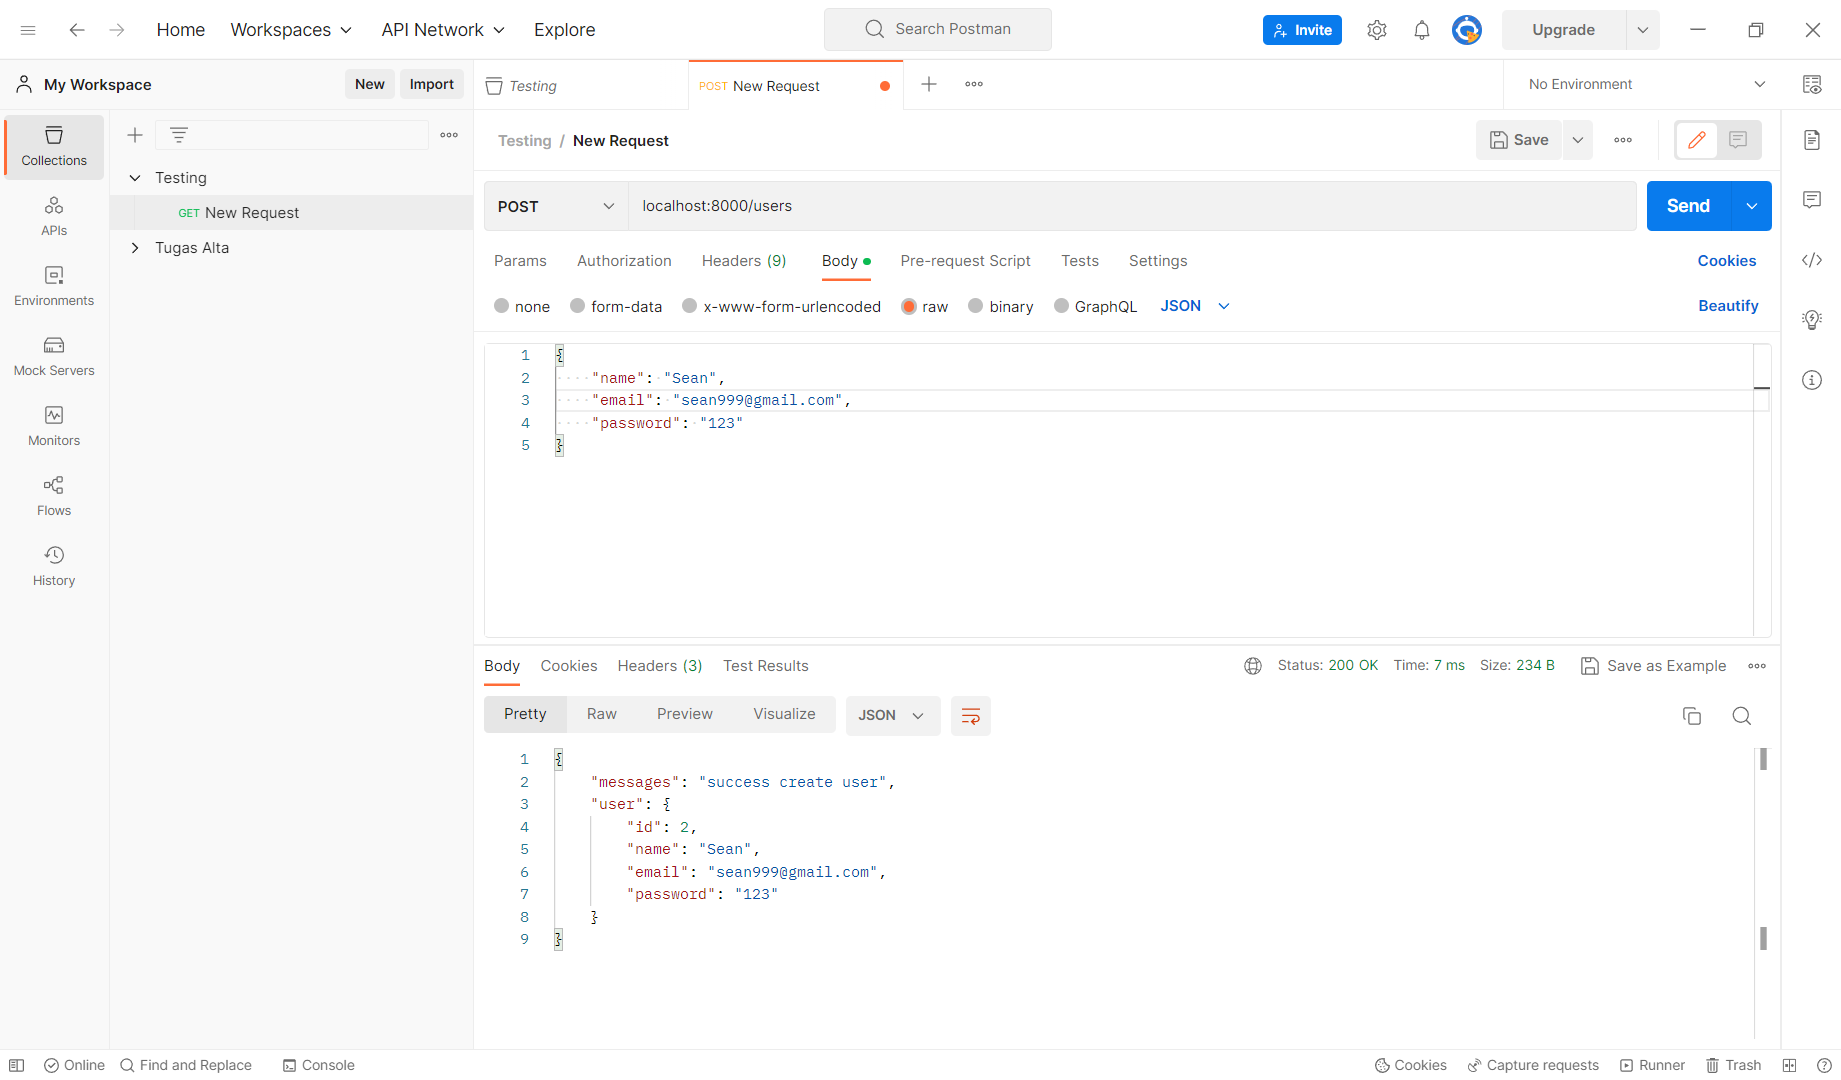 Home Workspaces API Network Explore Search Postman Invite Upgrade
My Workspace New Import Testing POST New Request No Environment
Collections
APIs
Environments
Mock Servers
Monitors
Flows
History
Testing
GET New Request
Tugas Alta
Testing / New Request Save
POST localhost:8000/users Send
Params Authorization Headers (9) Body Pre-request Script Tests Settings Cookies
none form-data x-www-form-urlencoded raw binary GraphQL JSON Beautify
1 {
2 "name": "Sean",
3 "email": "sean999@gmail.com",
4 "password": "123"
5 }
Body Cookies Headers (3) Test Results Status: 200 OK Time: 7 ms Size: 234 B Save as Example
Pretty Raw Preview Visualize JSON
1 {
2 "messages": "success create user",
3 "user": {
4 "id": 2,
5 "name": "Sean",
6 "email": "sean999@gmail.com",
7 "password": "123"
8 }
9 }
Online Find and Replace Console Cookies Capture requests Runner Trash